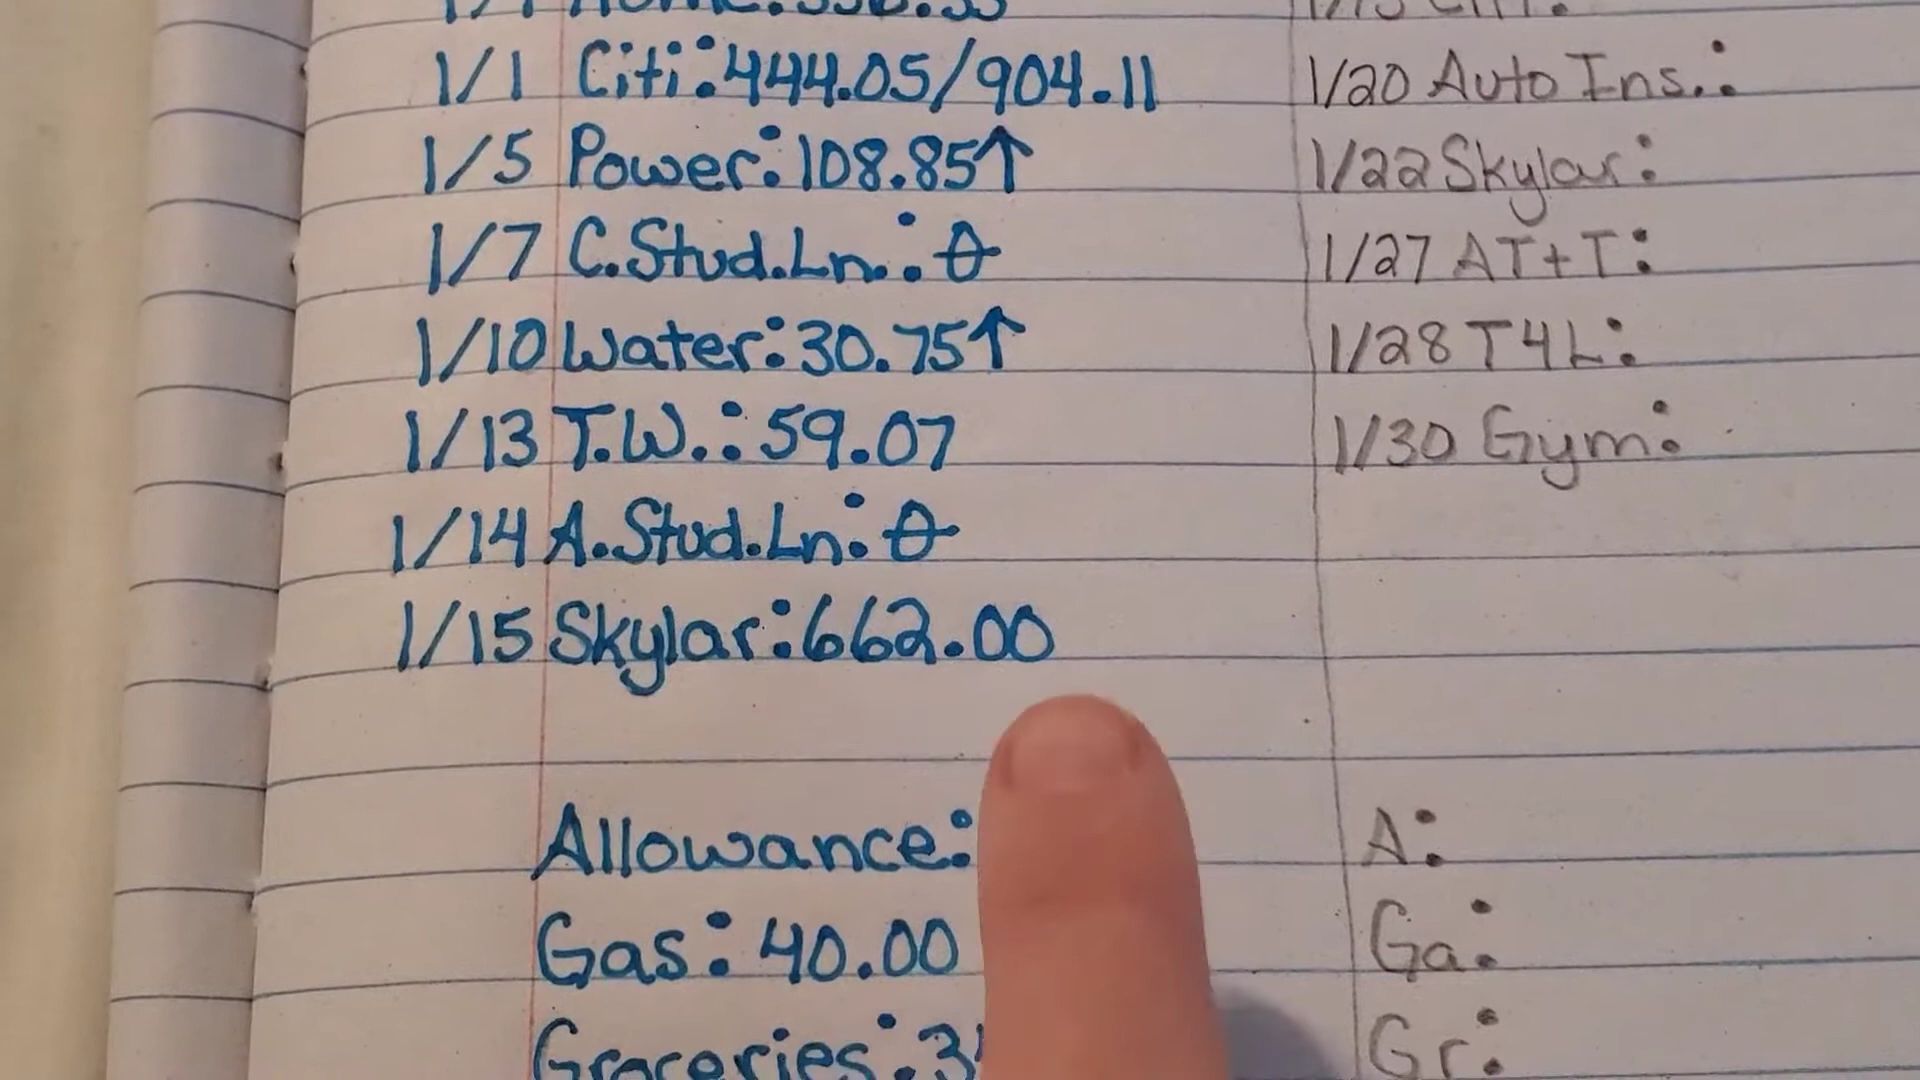 1/1 Citi: 444.05/904.11
1/5 Power: 108.85↑
1/7 C.Stud.Ln.: 0
1/10 Water: 30.75↑
1/13 T.W.: 59.07
1/14 A.Stud.Ln: 0
1/15 Skylar: 662.00
Allowance:
Gas: 40.00
Groceries:
1/20 Auto Ins.:
1/22 Skylar:
1/27 AT+T:
1/28 T4L:
1/30 Gym:
A:
Ga:
Gr: